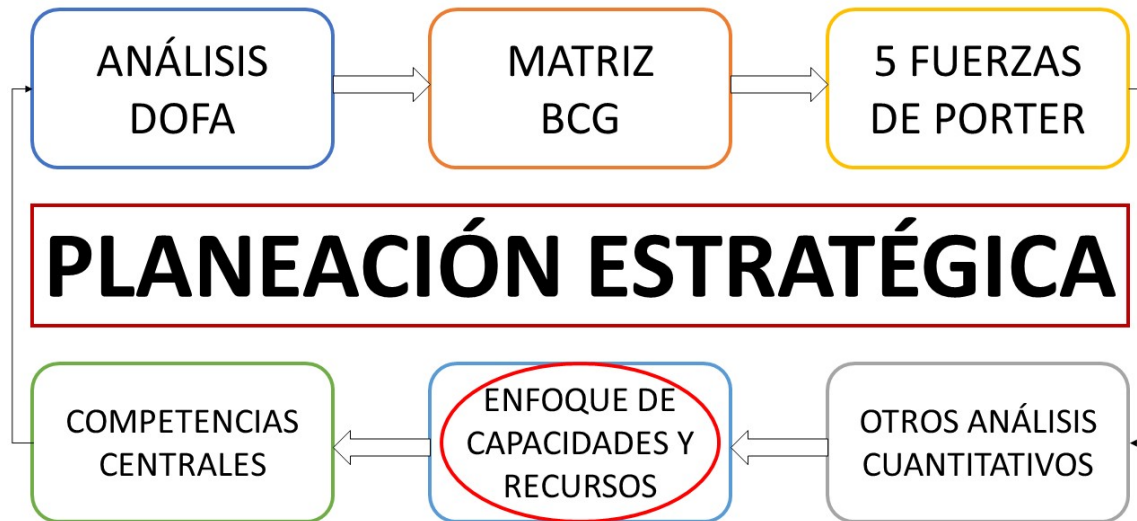 ANÁLISIS
DOFA
MATRIZ
BCG
5 FUERZAS
DE PORTER
PLANEACIÓN ESTRATÉGICA
COMPETENCIAS
CENTRALES
ENFOQUE DE
CAPACIDADES Y
RECURSOS
OTROS ANÁLISIS
CUANTITATIVOS